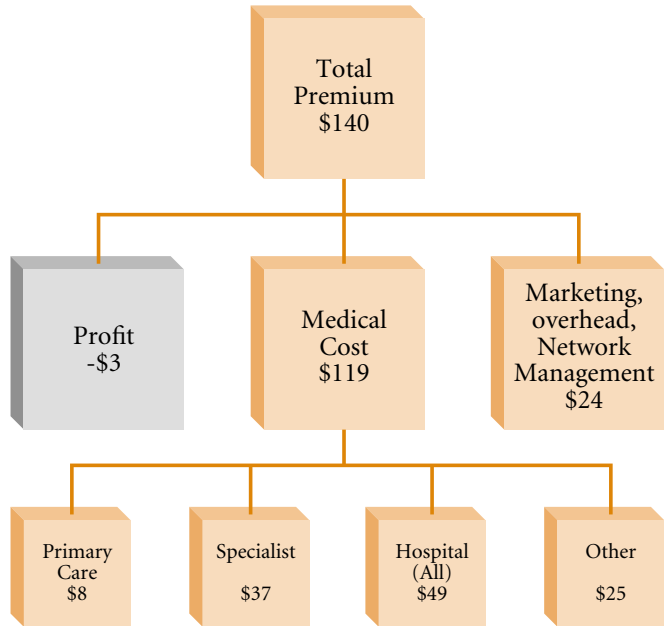 Total
Premium
$140
Profit
-$3
Medical
Cost
$119
Marketing,
overhead,
Network
Management
$24
Primary
Care
$8
Specialist
$37
Hospital
(All)
$49
Other
$25